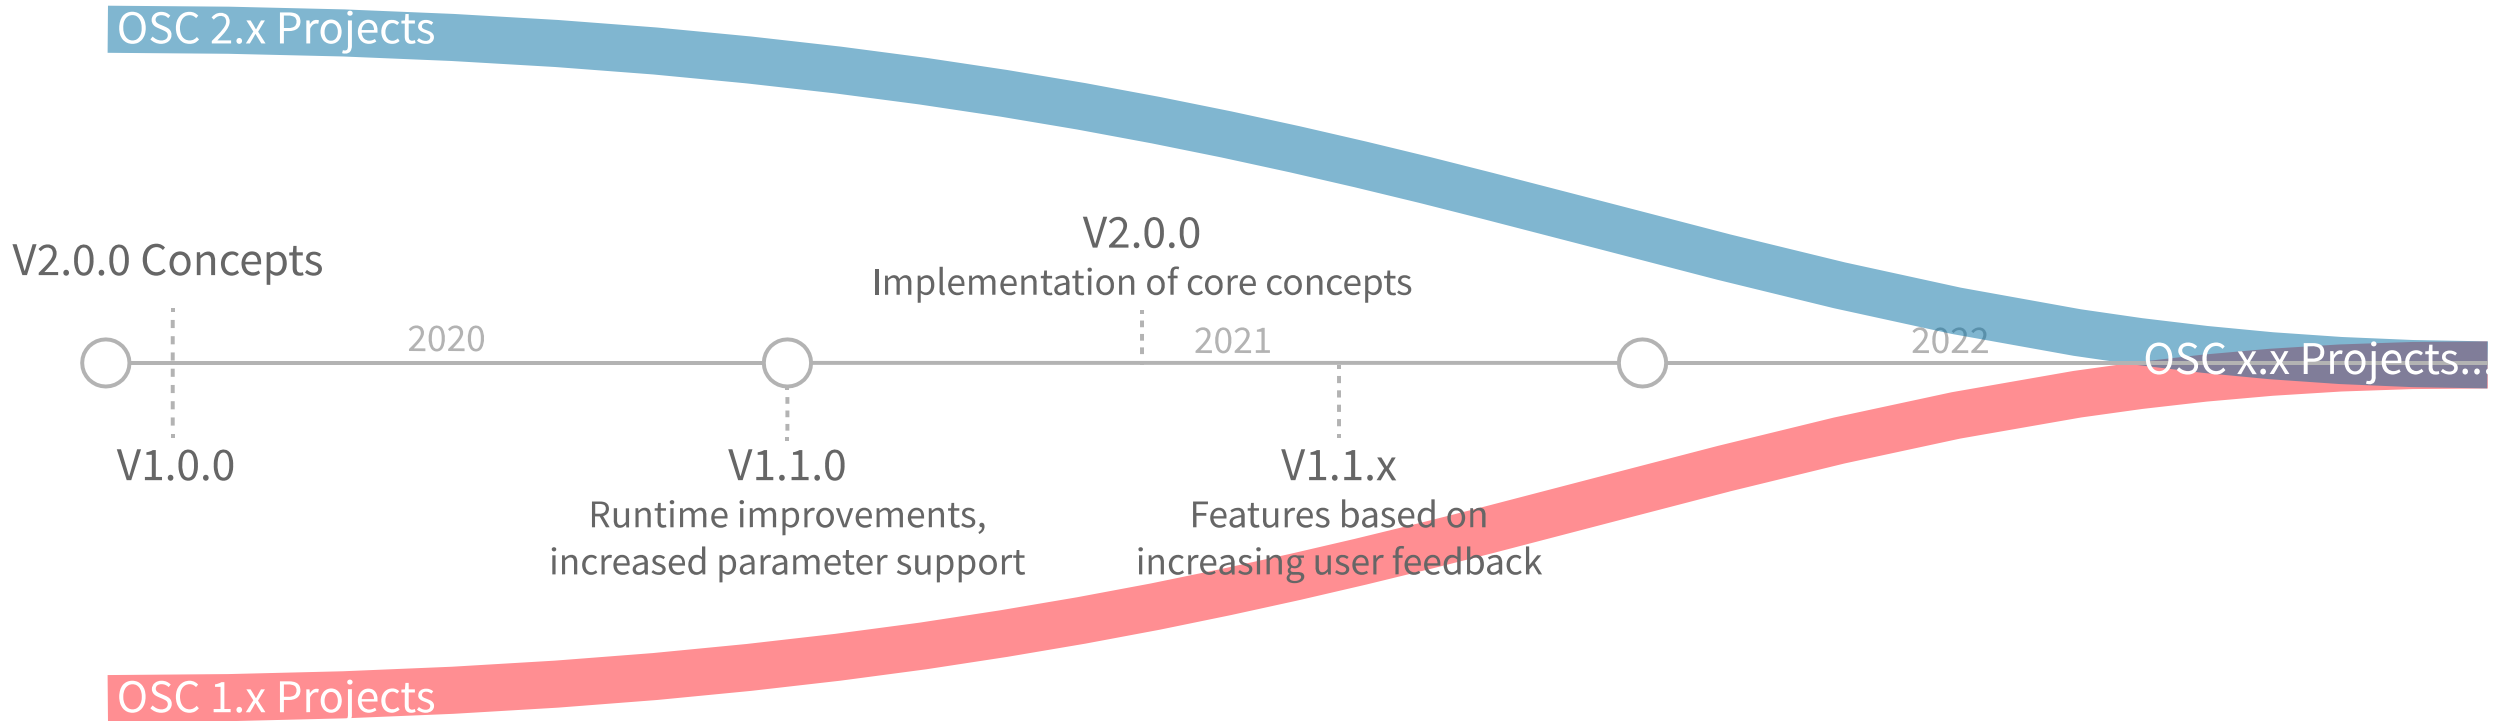 OSC 2.x Projects
V2.0.0 Concepts
V2.0.0
Implementation of core concepts
2020
2021
2022
OSC x.x Projects..
V1.0.0
V1.1.0
Runtime improvements,
increased parameter support
V1.1.x
Features based on
increasing user feedback
OSC 1.x Projects